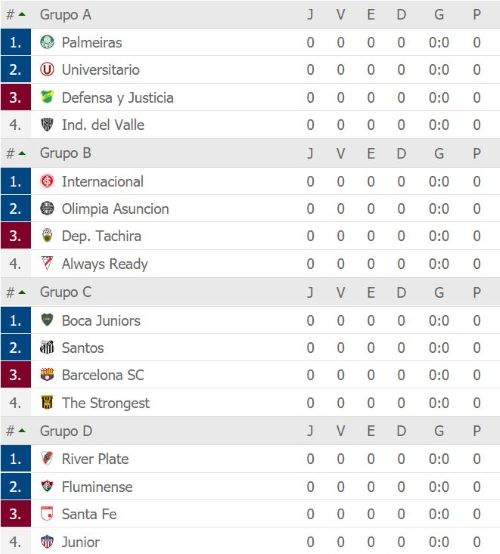 # Grupo A J V E D G P
1. Palmeiras 0 0 0 0 0:0 0
2. Universitario 0 0 0 0 0:0 0
3. Defensa y Justicia 0 0 0 0 0:0 0
4. Ind. del Valle 0 0 0 0 0:0 0
# Grupo B J V E D G P
1. Internacional 0 0 0 0 0:0 0
2. Olimpia Asuncion 0 0 0 0 0:0 0
3. Dep. Tachira 0 0 0 0 0:0 0
4. Always Ready 0 0 0 0 0:0 0
# Grupo C J V E D G P
1. Boca Juniors 0 0 0 0 0:0 0
2. Santos 0 0 0 0 0:0 0
3. Barcelona SC 0 0 0 0 0:0 0
4. The Strongest 0 0 0 0 0:0 0
# Grupo D J V E D G P
1. River Plate 0 0 0 0 0:0 0
2. Fluminense 0 0 0 0 0:0 0
3. Santa Fe 0 0 0 0 0:0 0
4. Junior 0 0 0 0 0:0 0